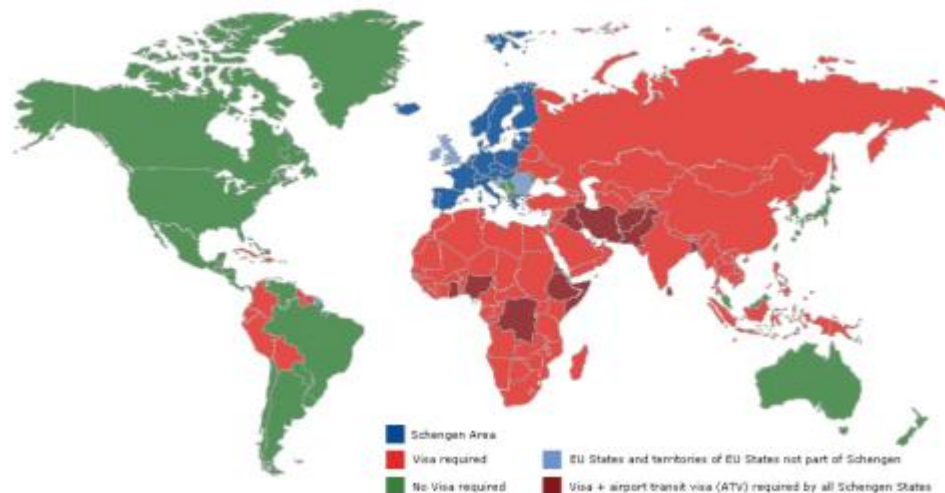 Schengen Area
Visa required
EU States and territories of EU States not part of Schengen
No Visa required
Visa + airport transit visa (ATV) required by all Schengen States